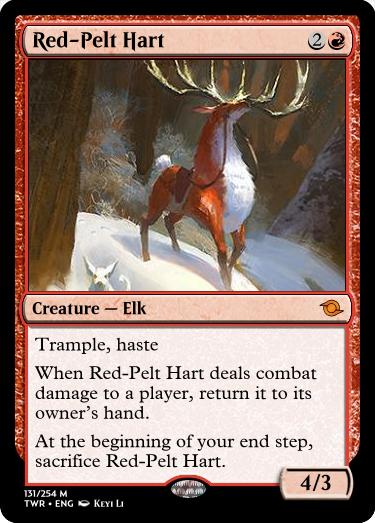 Red-Pelt Hart 2
Creature — Elk
Trample, haste
When Red-Pelt Hart deals combat
damage to a player, return it to its
owner's hand.
At the beginning of your end step,
sacrifice Red-Pelt Hart.
4/3
131/254 M
TWR • ENG Keyi Li